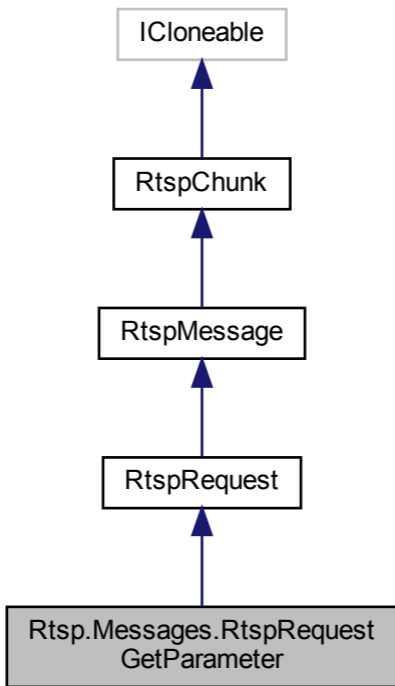 ICloneable
RtspChunk
RtspMessage
RtspRequest
Rtsp.Messages.RtspRequest
GetParameter